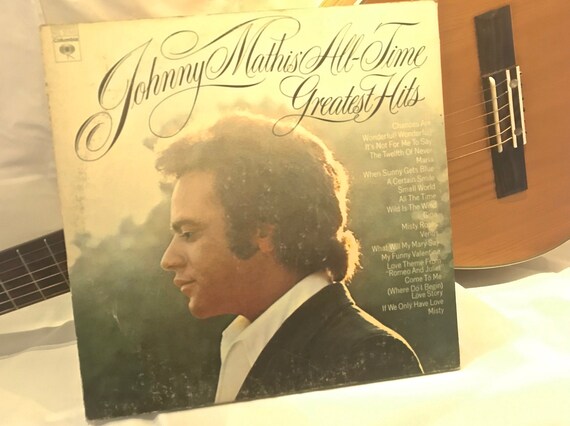 Columbia
Johnny Mathis' All-Time
Greatest Hits
Chances Are
Wonderful! Wonderful!
It's Not For Me To Say
The Twelfth Of Never
Maria
When Sunny Gets Blue
A Certain Smile
Small World
All The Time
Wild Is The Wind
Misty Roses
What Will My Mary Say
My Funny Valentine
Love Theme From
"Romeo And Juliet"
Come To Me
(Where Do I Begin)
Love Story
If We Only Have Love
Misty